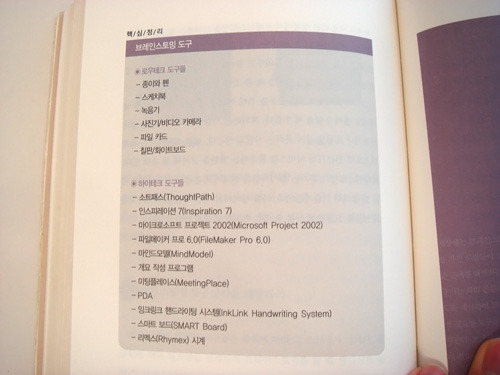 핵/심/정/리
브레인스토밍 도구
◉ 로우테크 도구들
– 종이와 펜
– 스케치북
– 녹음기
– 사진기/비디오 카메라
– 파일 카드
– 칠판/화이트보드
◉ 하이테크 도구들
– 소트패스(ThoughtPath)
– 인스피레이션 7(Inspiration 7)
– 마이크로소프트 프로젝트 2002(Microsoft Project 2002)
– 파일메이커 프로 6.0(FileMaker Pro 6.0)
– 마인드모델(MindModel)
– 개요 작성 프로그램
– 미팅플레이스(MeetingPlace)
– PDA
– 잉크링크 핸드라이팅 시스템(InkLink Handwriting System)
– 스마트 보드(SMART Board)
– 리멕스(Rhymex) 시계